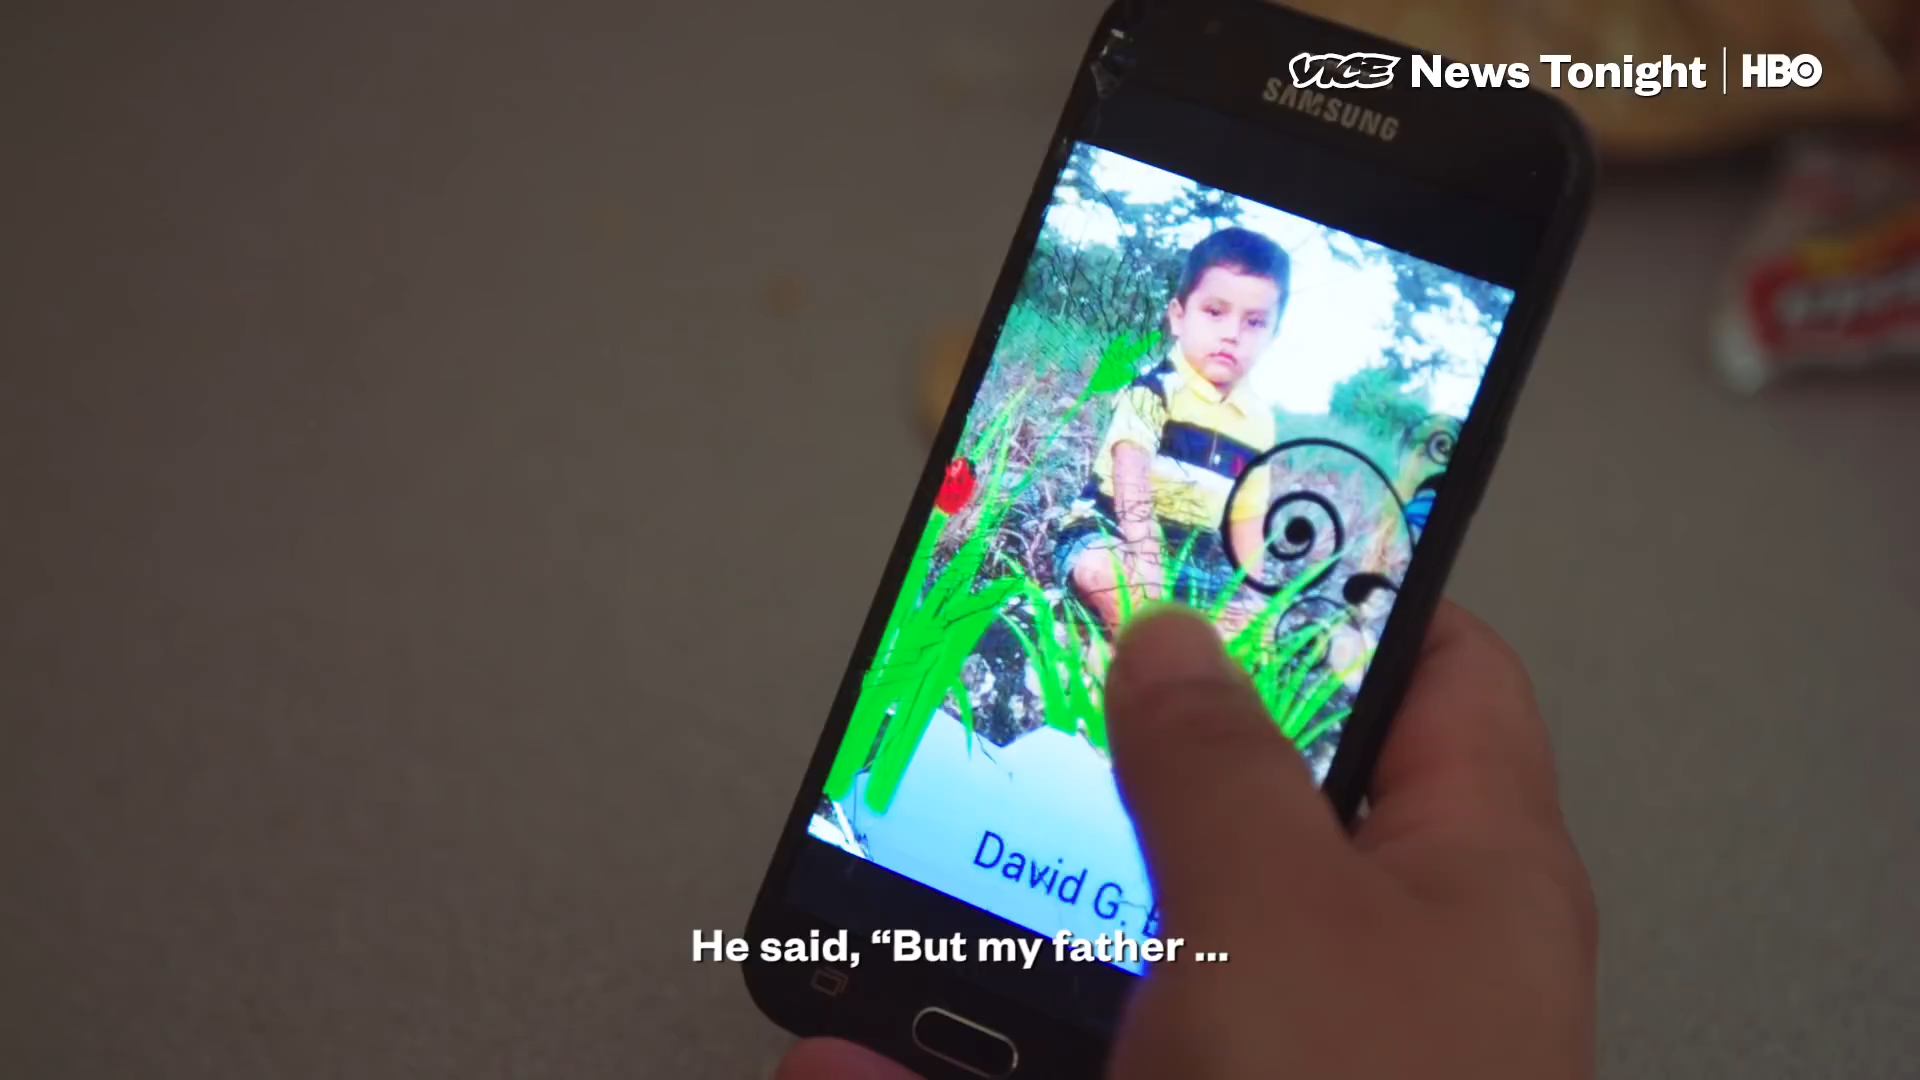 VICE News Tonight | HBO
SAMSUNG
David G.
He said, “But my father ...